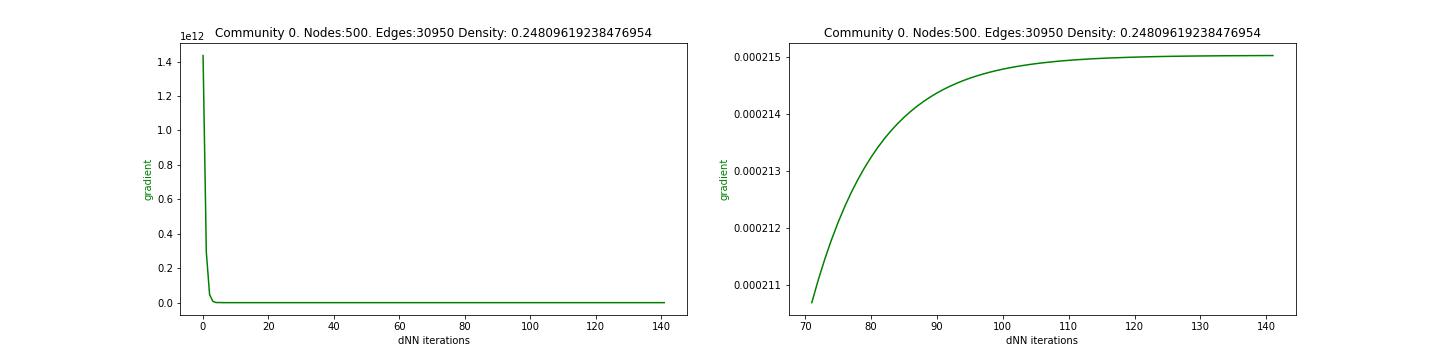 Community 0. Nodes:500. Edges:30950 Density: 0.24809619238476954
1e12
1.4
1.2
1.0
0.8
0.6
0.4
0.2
0.0
gradient
0 20 40 60 80 100 120 140
dNN iterations
Community 0. Nodes:500. Edges:30950 Density: 0.24809619238476954
0.000215
0.000214
0.000213
0.000212
0.000211
gradient
70 80 90 100 110 120 130 140
dNN iterations